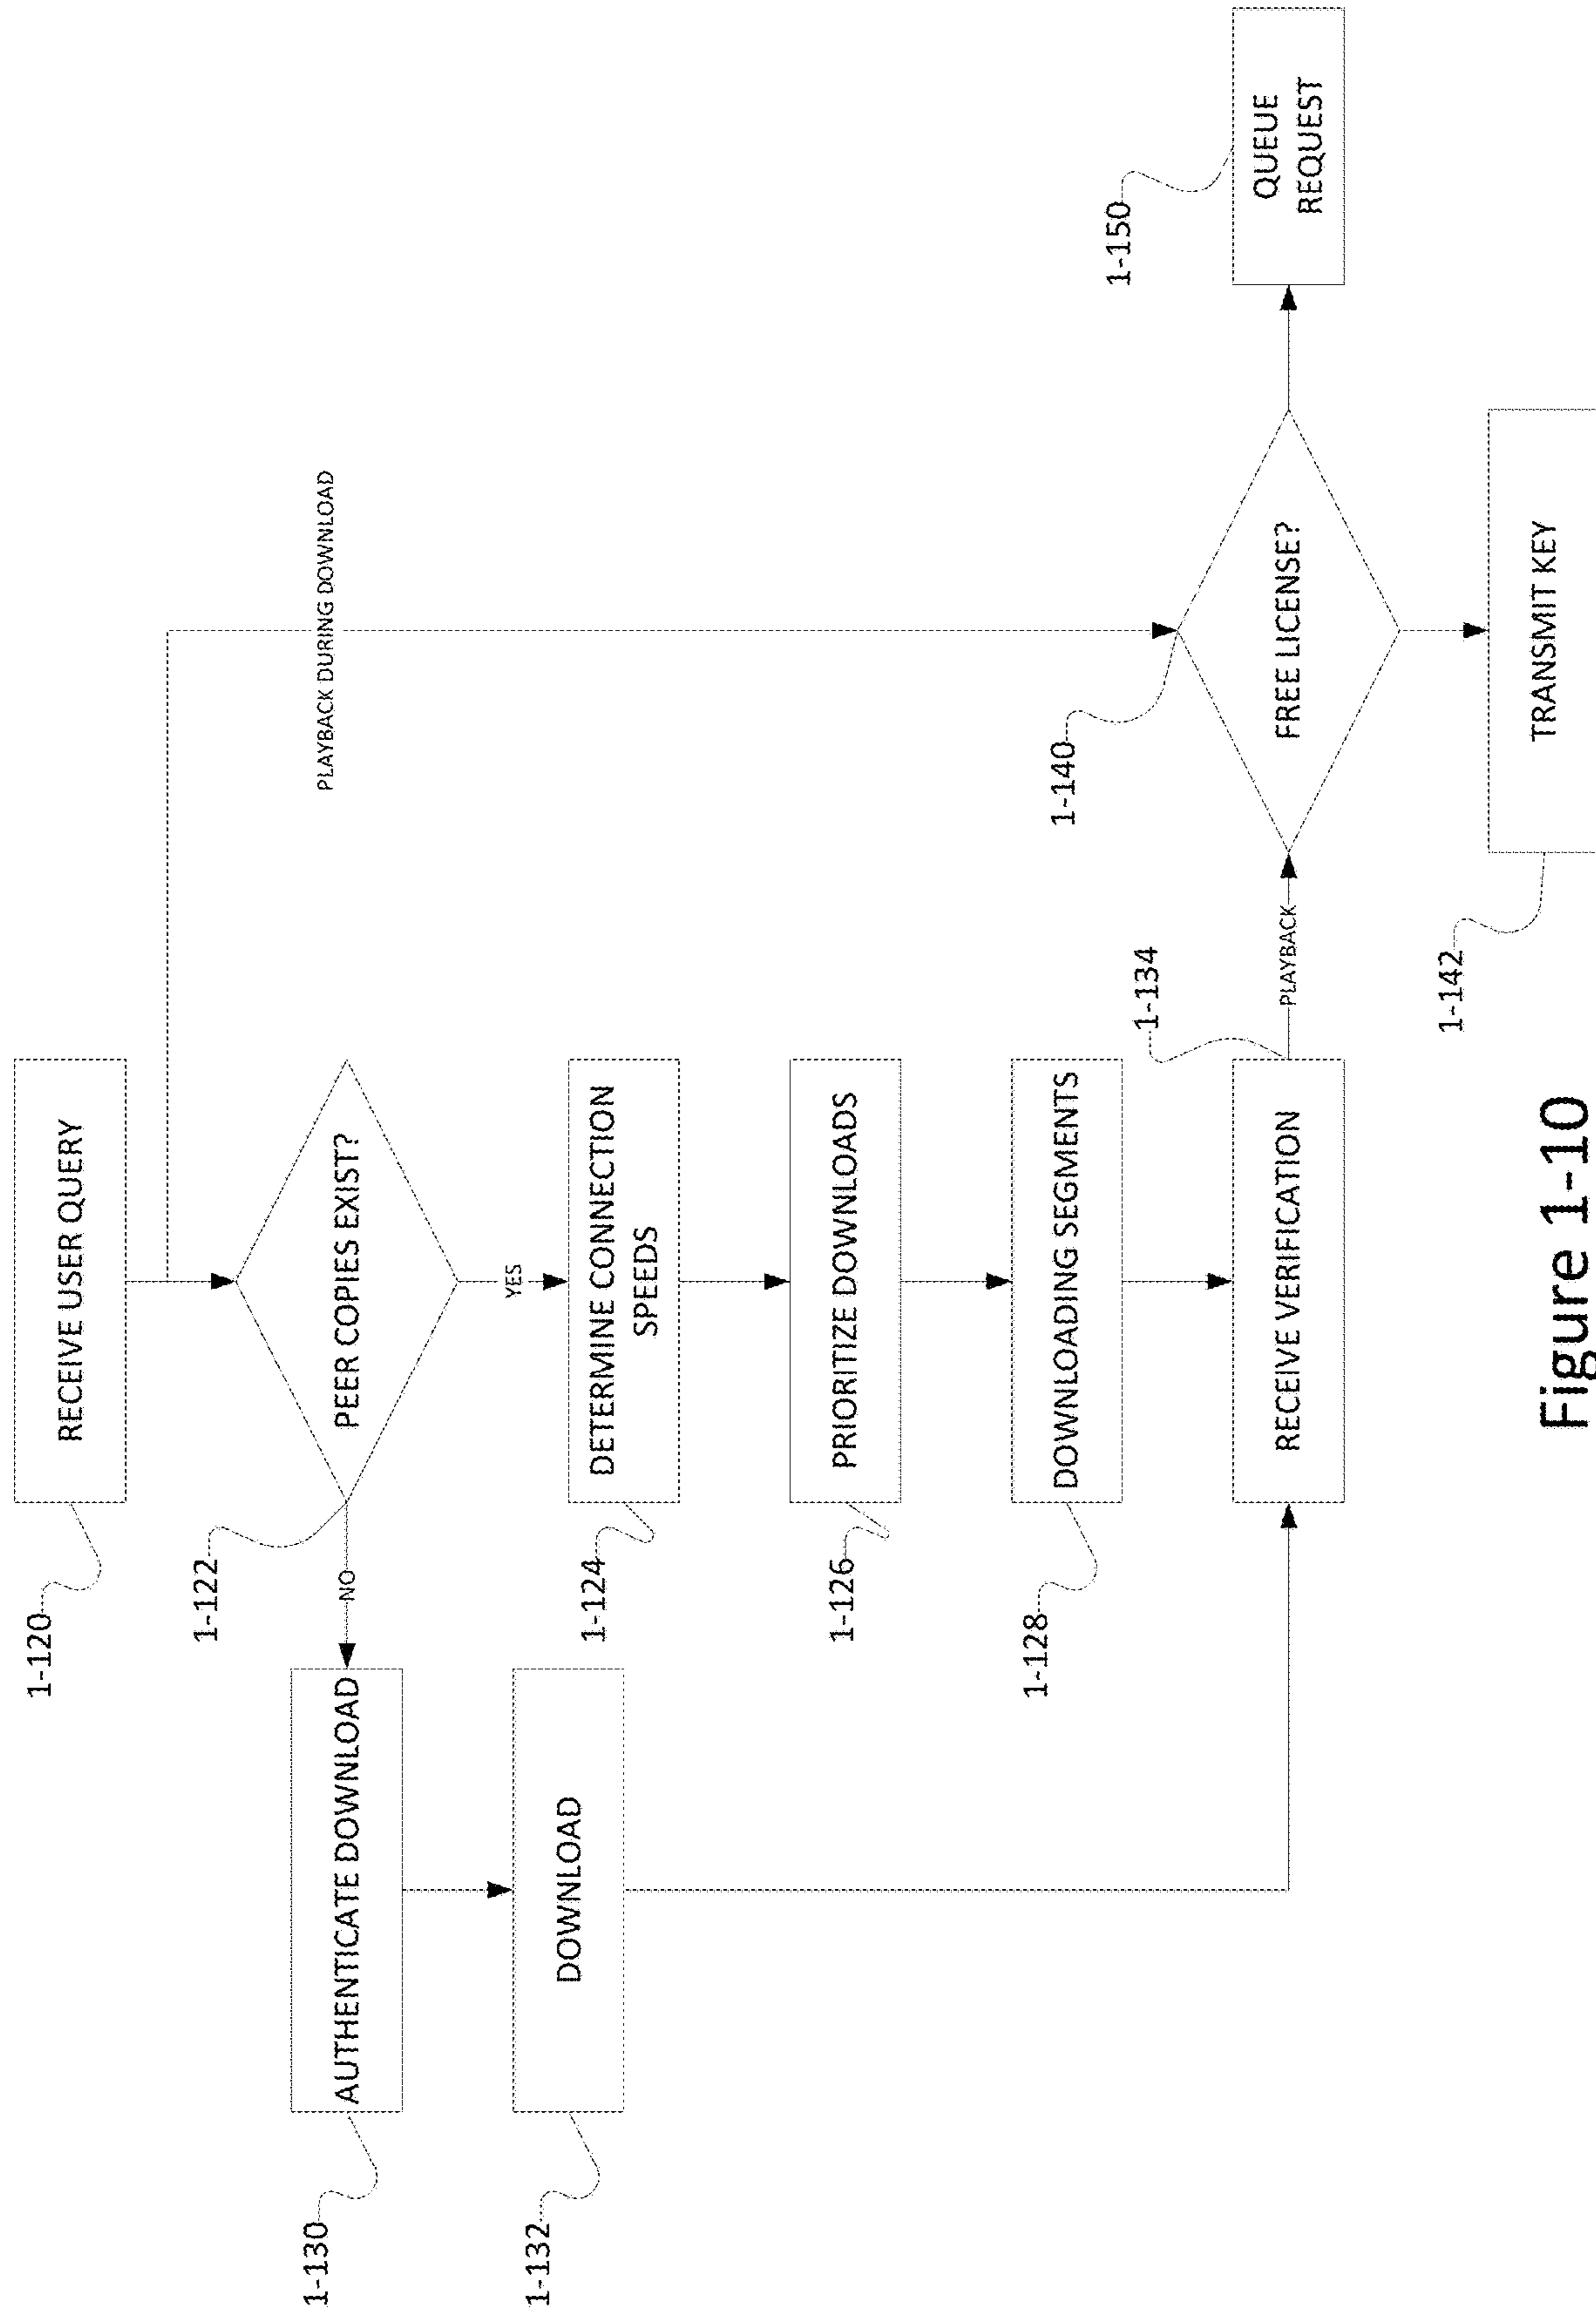 RECEIVE USER QUERY
1-120
PLAYBACK DURING DOWNLOAD
PEER COPIES EXIST?
1-122
NO
YES
AUTHENTICATE DOWNLOAD
1-130
DOWNLOAD
1-132
DETERMINE CONNECTION
SPEEDS
1-124
PRIORITIZE DOWNLOADS
1-126
DOWNLOADING SEGMENTS
1-128
RECEIVE VERIFICATION
1-134
PLAYBACK
FREE LICENSE?
1-140
QUEUE
REQUEST
1-150
TRANSMIT KEY
1-142
Figure 1-10